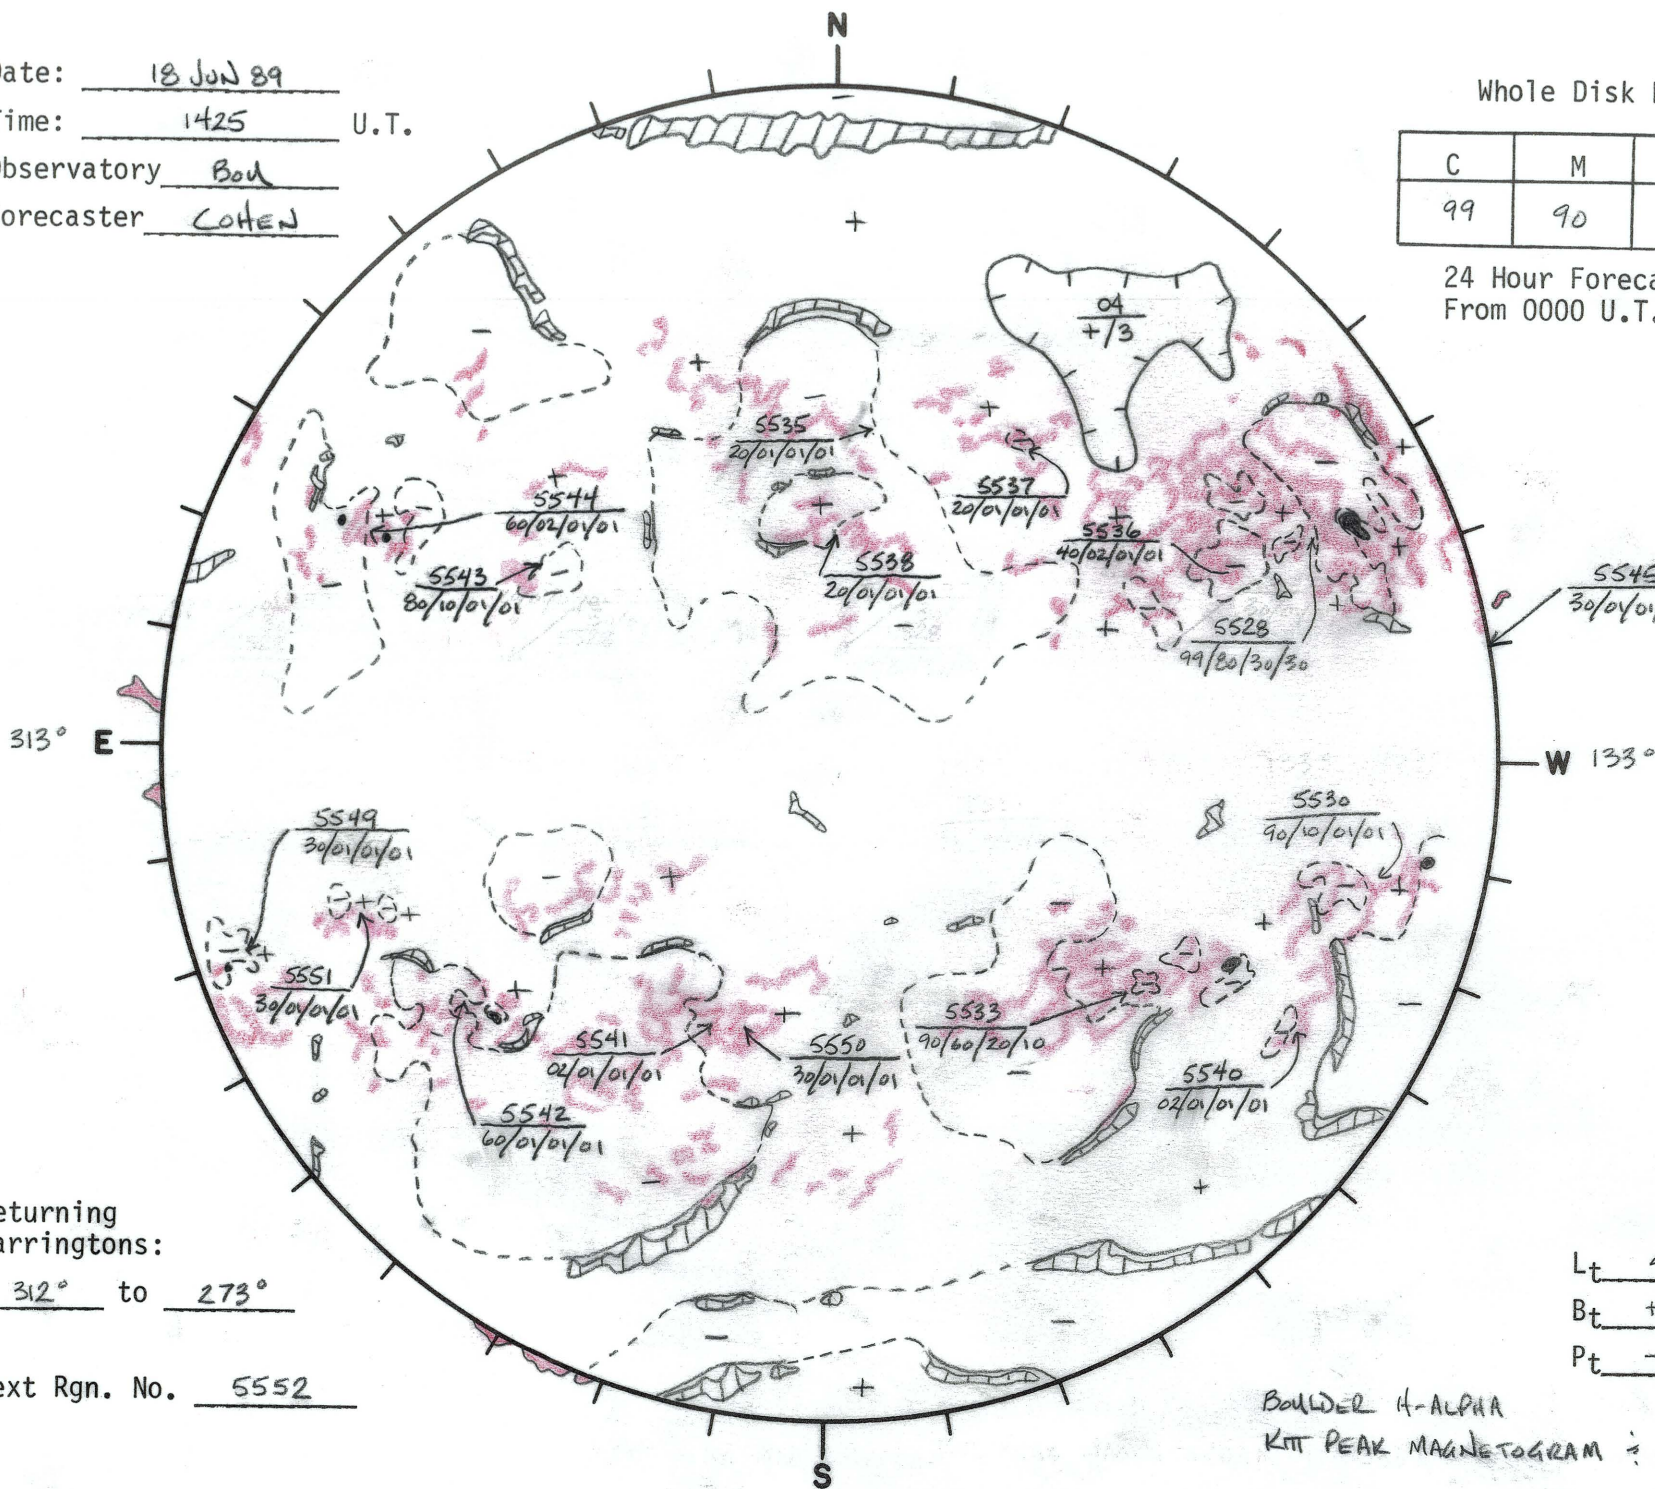 N
ate: 18 JUN 89
ime: 1425 U.T.
bservatory Bou
orecaster COHEN
Whole Disk
C M
99 90
24 Hour Foreca
From 0000 U.T.
04
+/3
5535
20/01/01/01
5544
60/02/01/01
5537
20/01/01/01
5536
40/02/01/01
5543
80/10/01/01
5538
20/01/01/01
5545
30/01/01
5528
99/80/30/30
313° E
W 133°
5549
30/01/01/01
5530
90/10/01/01
5551
30/01/01/01
5541
02/01/01/01
5550
30/01/01/01
5533
90/60/20/10
5540
02/01/01/01
5542
60/01/01/01
eturning
arringtons:
312° to 273°
ext Rgn. No. 5552
Lt
Bt +
Pt -
BOULDER H-ALPHA
KITT PEAK MAGNETOGRAM :
S